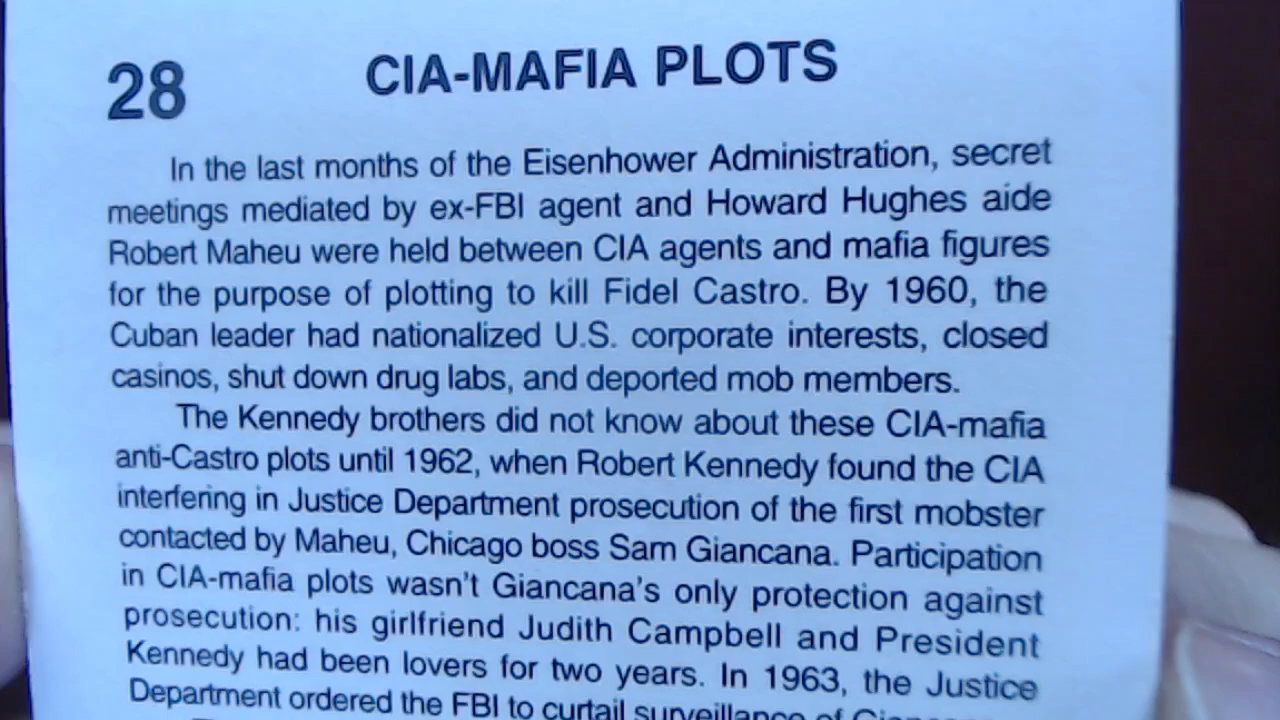 28
CIA-MAFIA PLOTS
In the last months of the Eisenhower Administration, secret
meetings mediated by ex-FBI agent and Howard Hughes aide
Robert Maheu were held between CIA agents and mafia figures
for the purpose of plotting to kill Fidel Castro. By 1960, the
Cuban leader had nationalized U.S. corporate interests, closed
casinos, shut down drug labs, and deported mob members.
The Kennedy brothers did not know about these CIA-mafia
anti-Castro plots until 1962, when Robert Kennedy found the CIA
interfering in Justice Department prosecution of the first mobster
contacted by Maheu, Chicago boss Sam Giancana. Participation
in CIA-mafia plots wasn't Giancana's only protection against
prosecution: his girlfriend Judith Campbell and President
Kennedy had been lovers for two years. In 1963, the Justice
Department ordered the FBI to curtail surveillance of